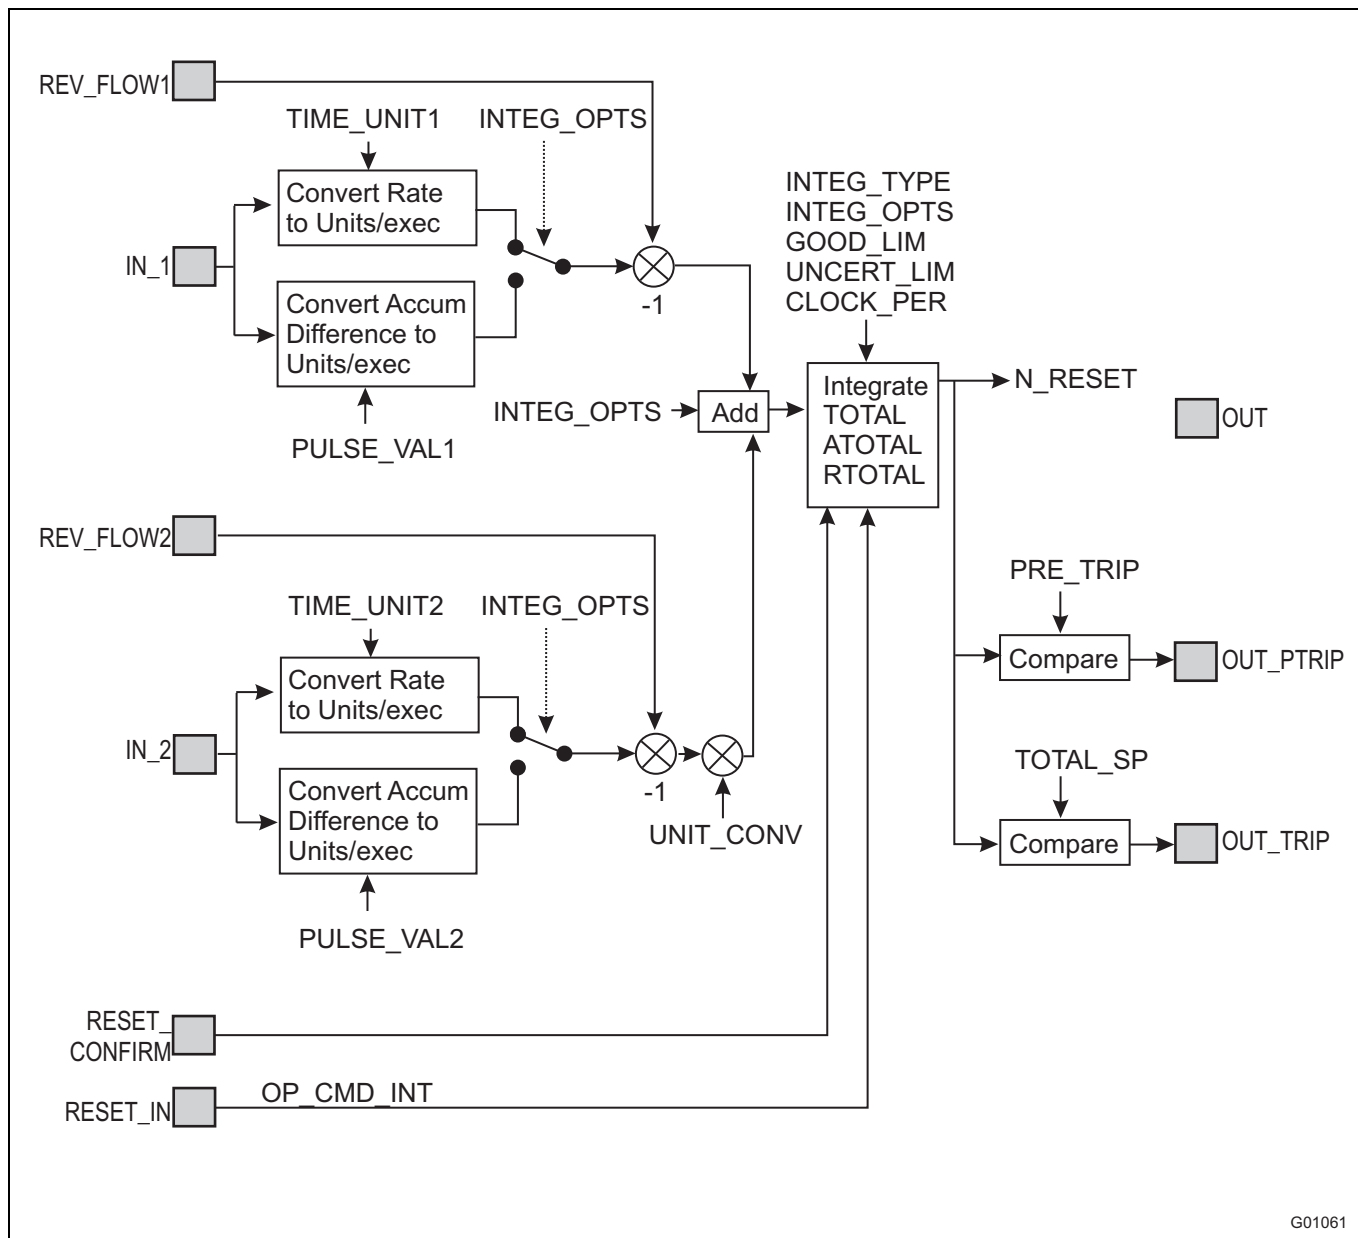 REV_FLOW1
TIME_UNIT1
INTEG_OPTS
Convert Rate
to Units/exec
IN_1
Convert Accum
Difference to
Units/exec
-1
PULSE_VAL1
INTEG_TYPE
INTEG_OPTS
GOOD_LIM
UNCERT_LIM
CLOCK_PER
INTEG_OPTS
Add
Integrate
TOTAL
ATOTAL
RTOTAL
N_RESET
OUT
REV_FLOW2
TIME_UNIT2
INTEG_OPTS
Convert Rate
to Units/exec
IN_2
Convert Accum
Difference to
Units/exec
-1
UNIT_CONV
PULSE_VAL2
PRE_TRIP
Compare
OUT_PTRIP
TOTAL_SP
Compare
OUT_TRIP
RESET_
CONFIRM
RESET_IN
OP_CMD_INT
G01061